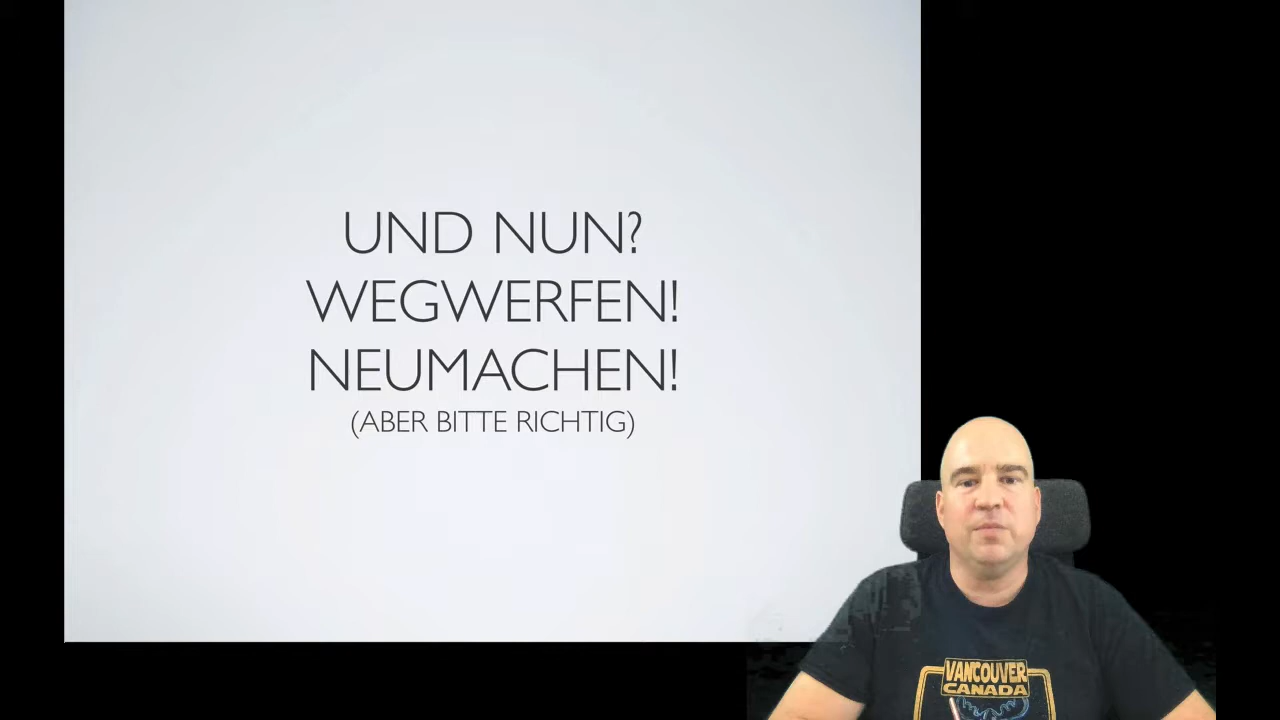 UND NUN?
WEGWERFEN!
NEUMACHEN!
(ABER BITTE RICHTIG)
VANCOUVER
CANADA